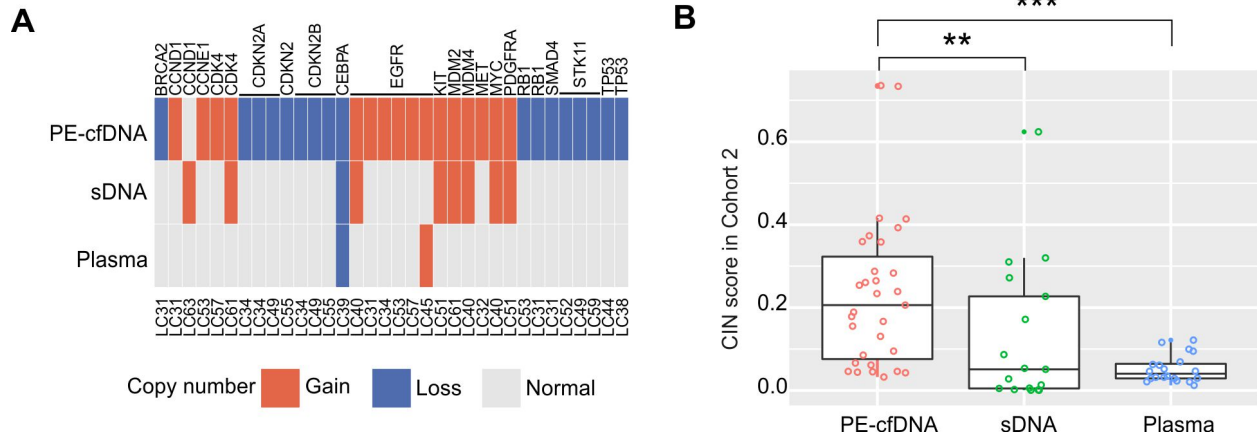 A
BRCA2
CCND1
CCND1
CCNE1
CDK4
CDK4
CDKN2A
CDKN2
CDKN2B
CEBPA
EGFR
KIT
MDM2
MDM4
MET
MYC
PDGFRA
RB1
RB1
SMAD4
STK11
TP53
TP53
PE-cfDNA
sDNA
Plasma
LC31
LC31
LC63
LC53
LC57
LC61
LC34
LC34
LC49
LC55
LC34
LC49
LC55
LC39
LC40
LC31
LC34
LC53
LC57
LC45
LC51
LC61
LC40
LC32
LC40
LC51
LC53
LC31
LC31
LC52
LC49
LC59
LC44
LC38
Copy number Gain Loss Normal
B
***
**
CIN score in Cohort 2
0.6
0.4
0.2
0.0
PE-cfDNA sDNA Plasma